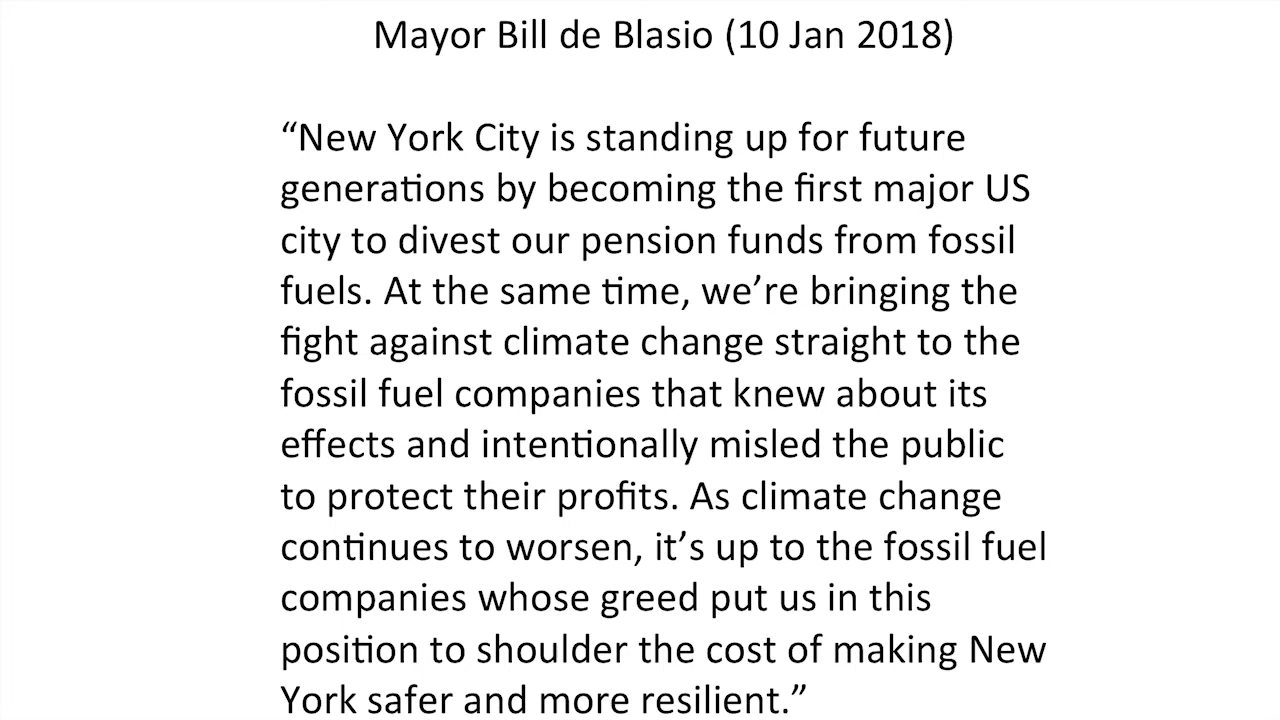 Mayor Bill de Blasio (10 Jan 2018)
“New York City is standing up for future
generations by becoming the first major US
city to divest our pension funds from fossil
fuels. At the same time, we’re bringing the
fight against climate change straight to the
fossil fuel companies that knew about its
effects and intentionally misled the public
to protect their profits. As climate change
continues to worsen, it’s up to the fossil fuel
companies whose greed put us in this
position to shoulder the cost of making New
York safer and more resilient.”